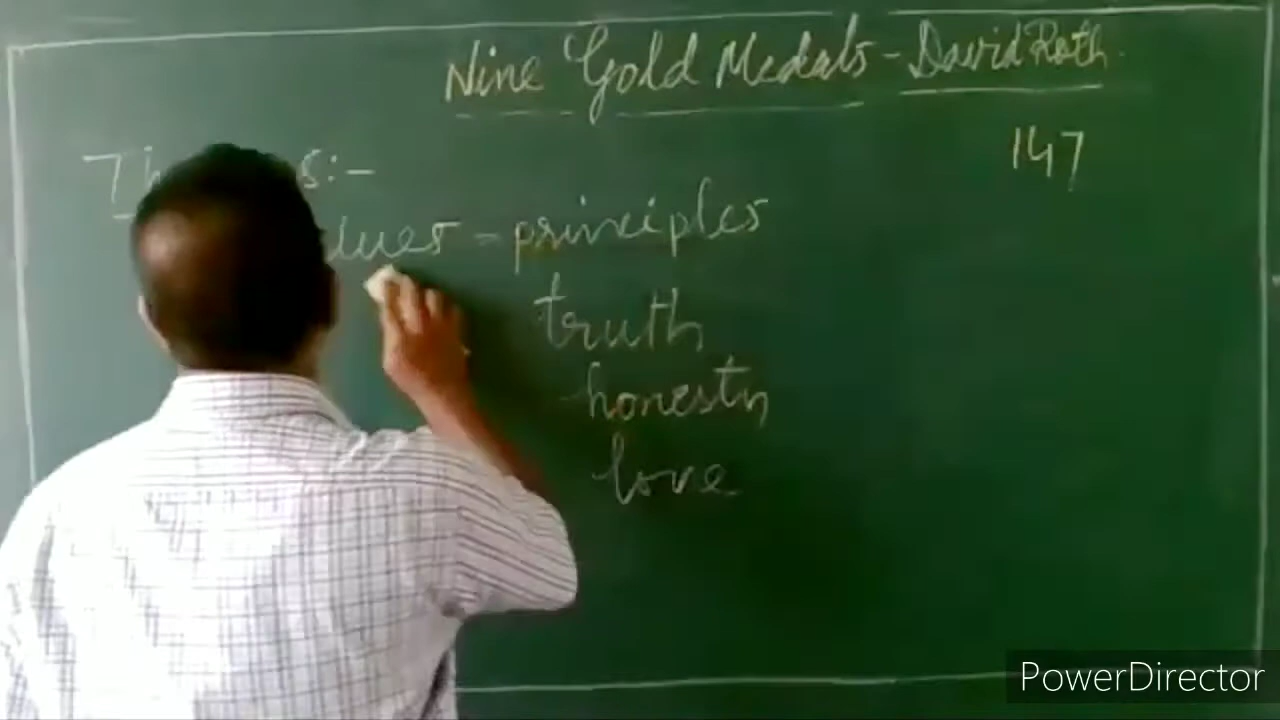 Nine Gold Medals - David Roth.
147
principles
truth
honesty
love
PowerDirector